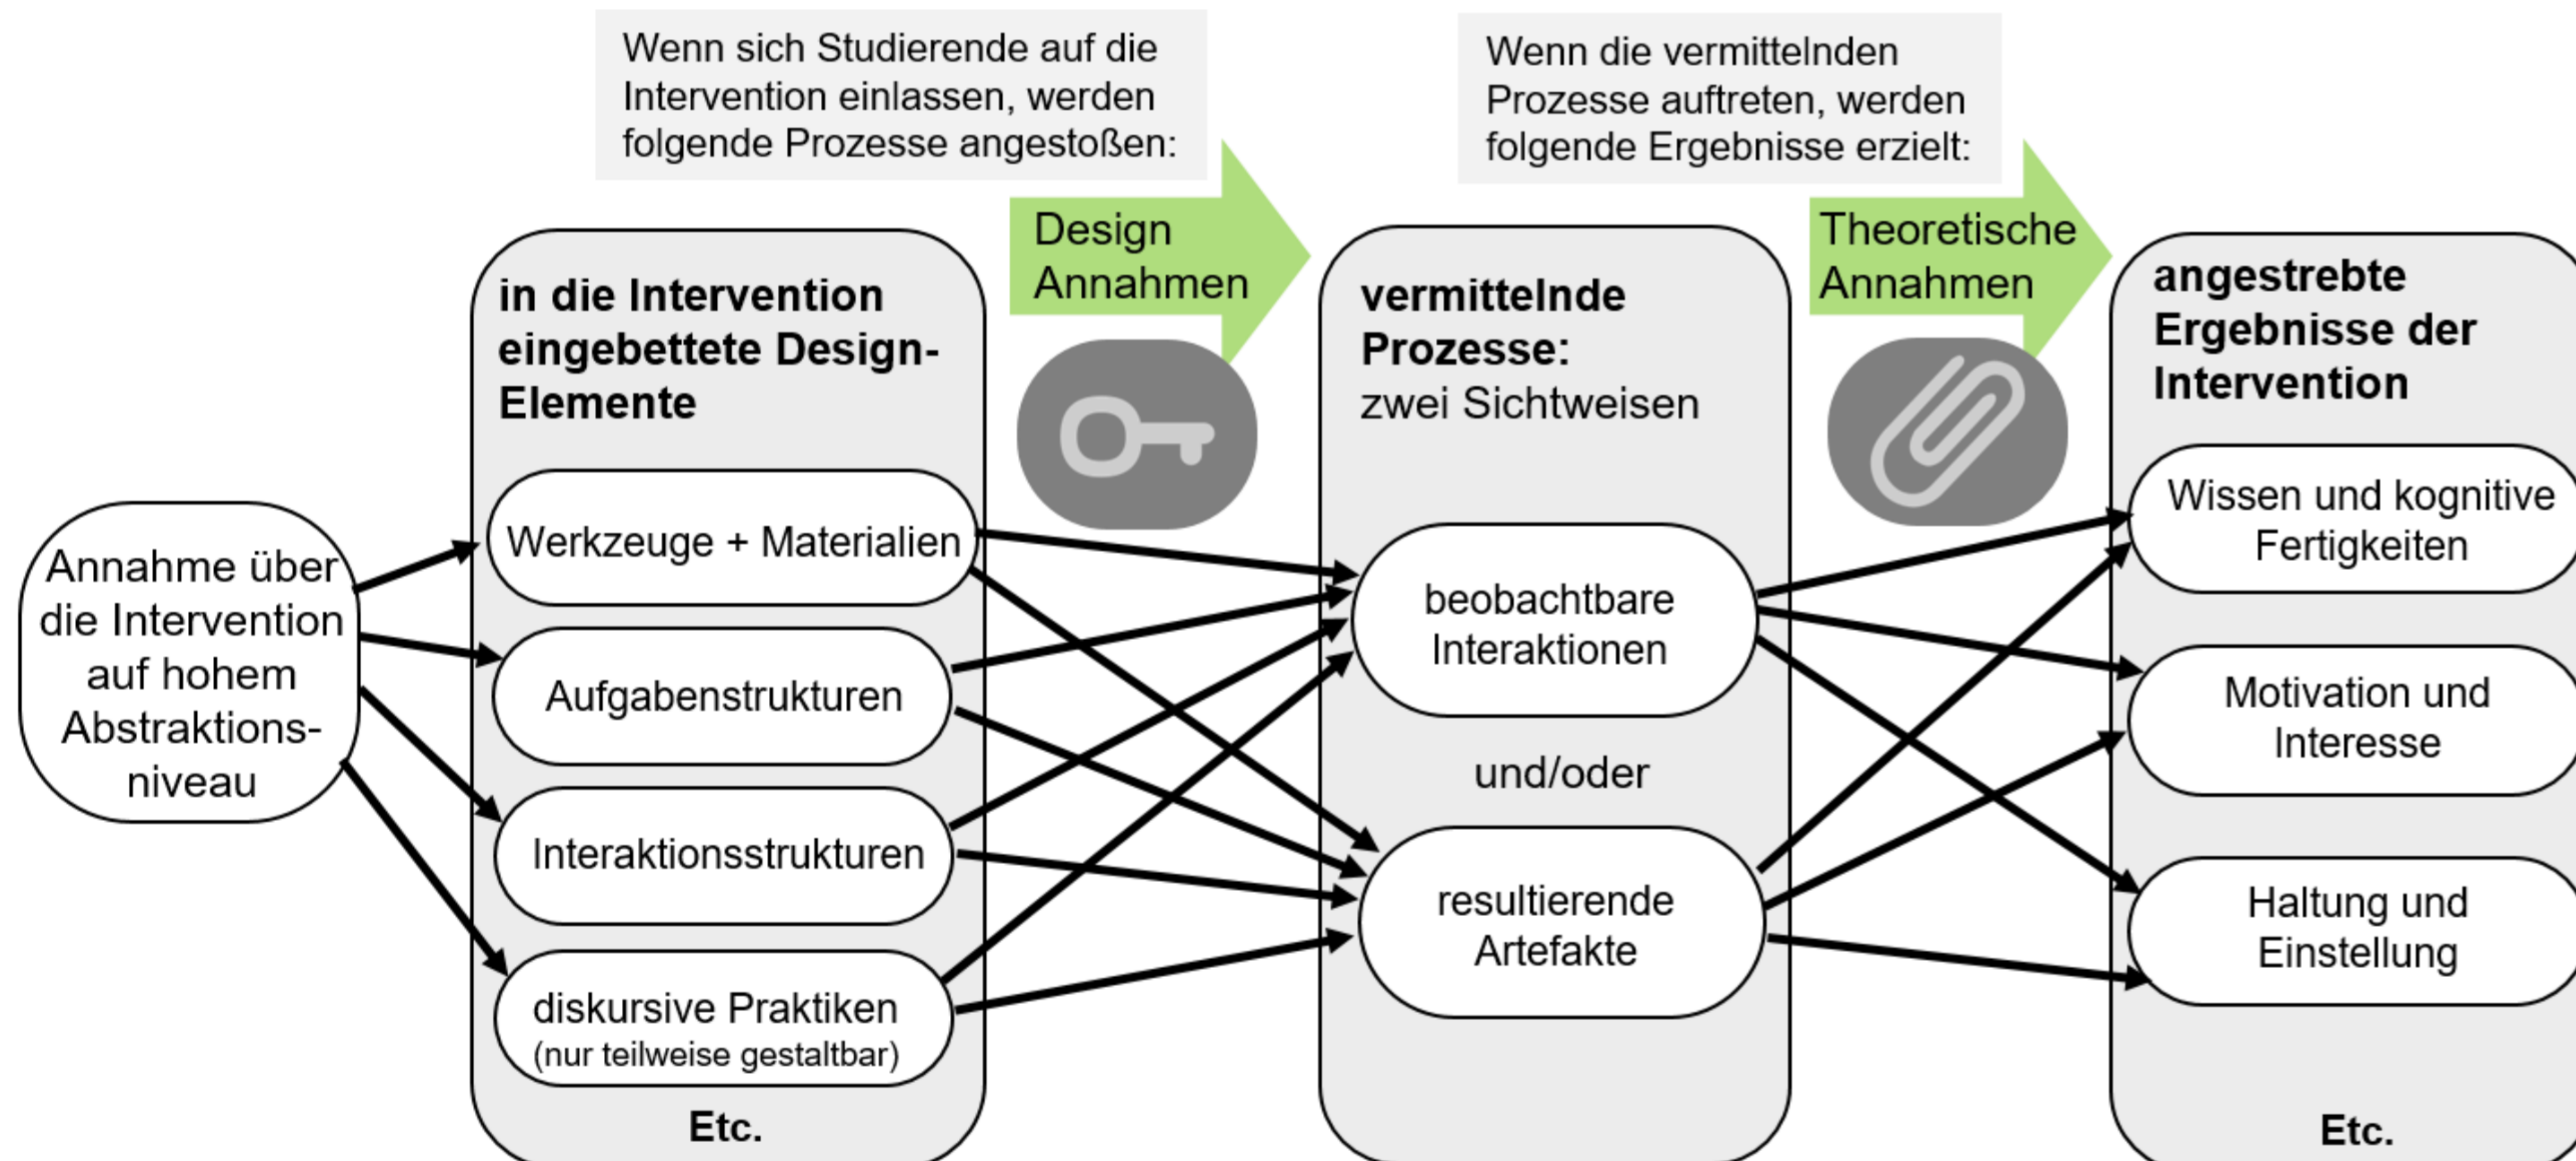 Wenn sich Studierende auf die
Intervention einlassen, werden
folgende Prozesse angestoßen:
Wenn die vermittelnden
Prozesse auftreten, werden
folgende Ergebnisse erzielt:
Design
Annahmen
Theoretische
Annahmen
Annahme über
die Intervention
auf hohem
Abstraktions-
niveau
in die Intervention
eingebettete Design-
Elemente
Werkzeuge + Materialien
Aufgabenstrukturen
Interaktionsstrukturen
diskursive Praktiken
(nur teilweise gestaltbar)
Etc.
vermittelnde
Prozesse:
zwei Sichtweisen
beobachtbare
Interaktionen
und/oder
resultierende
Artefakte
angestrebte
Ergebnisse der
Intervention
Wissen und kognitive
Fertigkeiten
Motivation und
Interesse
Haltung und
Einstellung
Etc.